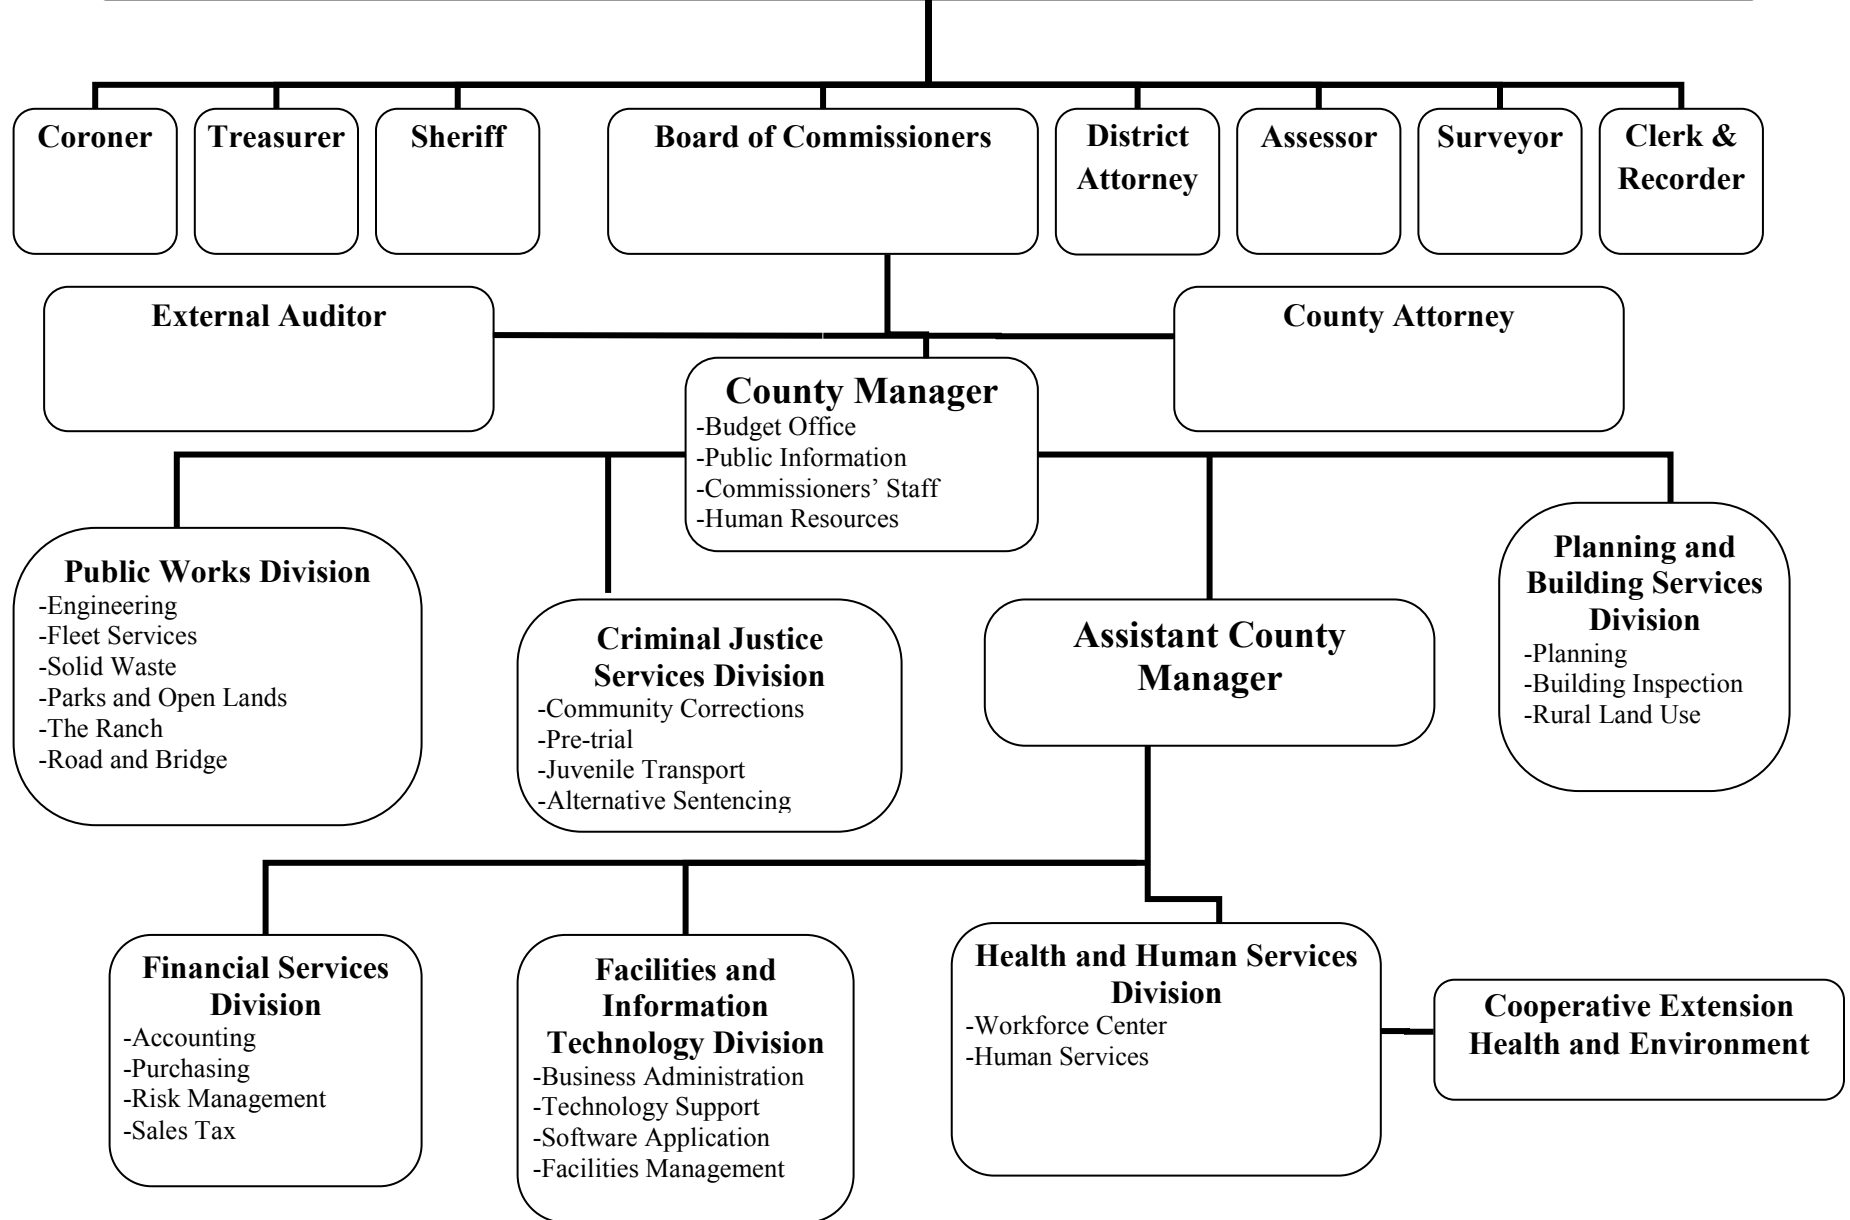 Coroner
Treasurer
Sheriff
Board of Commissioners
District
Attorney
Assessor
Surveyor
Clerk &
Recorder
External Auditor
County Attorney
County Manager
-Budget Office
-Public Information
-Commissioners’ Staff
-Human Resources
Public Works Division
-Engineering
-Fleet Services
-Solid Waste
-Parks and Open Lands
-The Ranch
-Road and Bridge
Criminal Justice
Services Division
-Community Corrections
-Pre-trial
-Juvenile Transport
-Alternative Sentencing
Assistant County
Manager
Planning and
Building Services
Division
-Planning
-Building Inspection
-Rural Land Use
Financial Services
Division
-Accounting
-Purchasing
-Risk Management
-Sales Tax
Facilities and
Information
Technology Division
-Business Administration
-Technology Support
-Software Application
-Facilities Management
Health and Human Services
Division
-Workforce Center
-Human Services
Cooperative Extension
Health and Environment